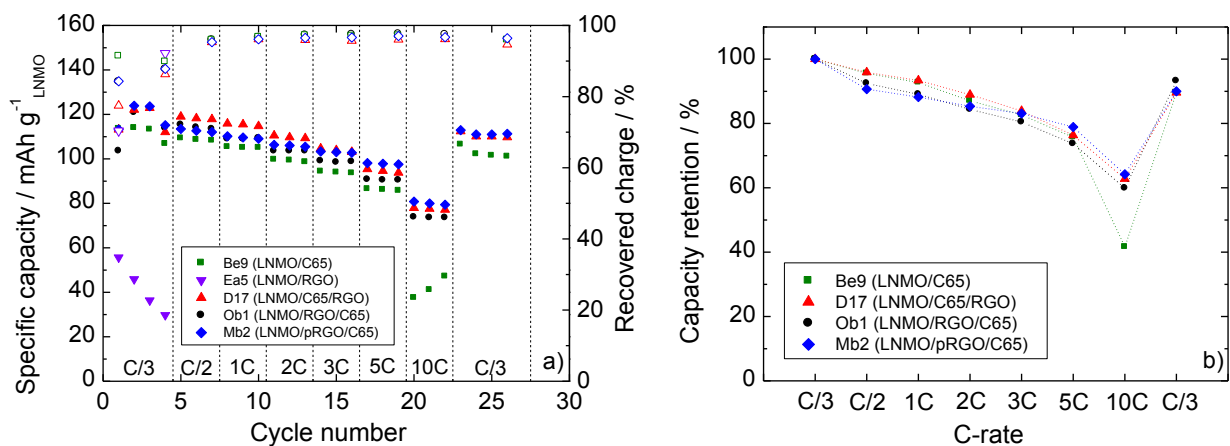 160
140
120
100
80
60
40
20
0
Specific capacity / mAh g⁻¹LNMO
100
80
60
40
20
0
Recovered charge / %
Be9 (LNMO/C65)
Ea5 (LNMO/RGO)
D17 (LNMO/C65/RGO)
Ob1 (LNMO/RGO/C65)
Mb2 (LNMO/pRGO/C65)
C/3 C/2 1C 2C 3C 5C 10C C/3
a)
0 5 10 15 20 25 30
Cycle number
100
80
60
40
20
0
Capacity retention / %
Be9 (LNMO/C65)
D17 (LNMO/C65/RGO)
Ob1 (LNMO/RGO/C65)
Mb2 (LNMO/pRGO/C65)
b)
C/3 C/2 1C 2C 3C 5C 10C C/3
C-rate